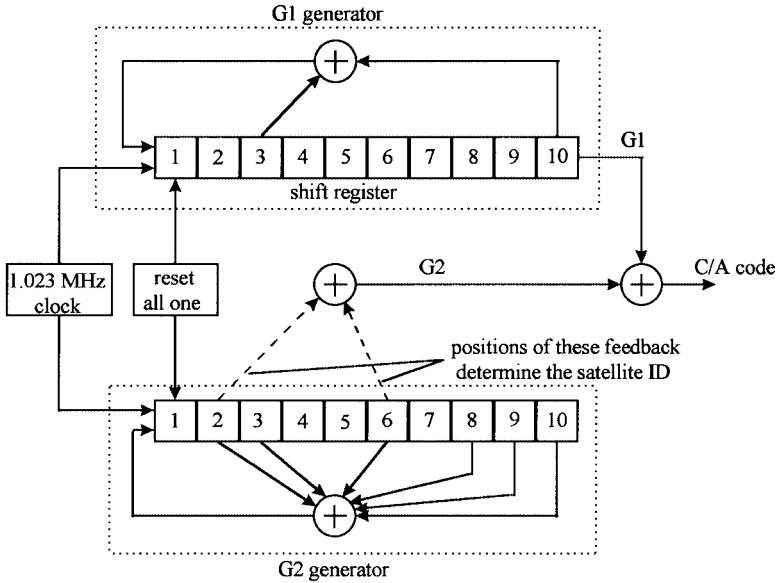 G1 generator
1 2 3 4 5 6 7 8 9 10
G1
shift register
1.023 MHz
clock
reset
all one
G2
C/A code
positions of these feedback
determine the satellite ID
1 2 3 4 5 6 7 8 9 10
G2 generator